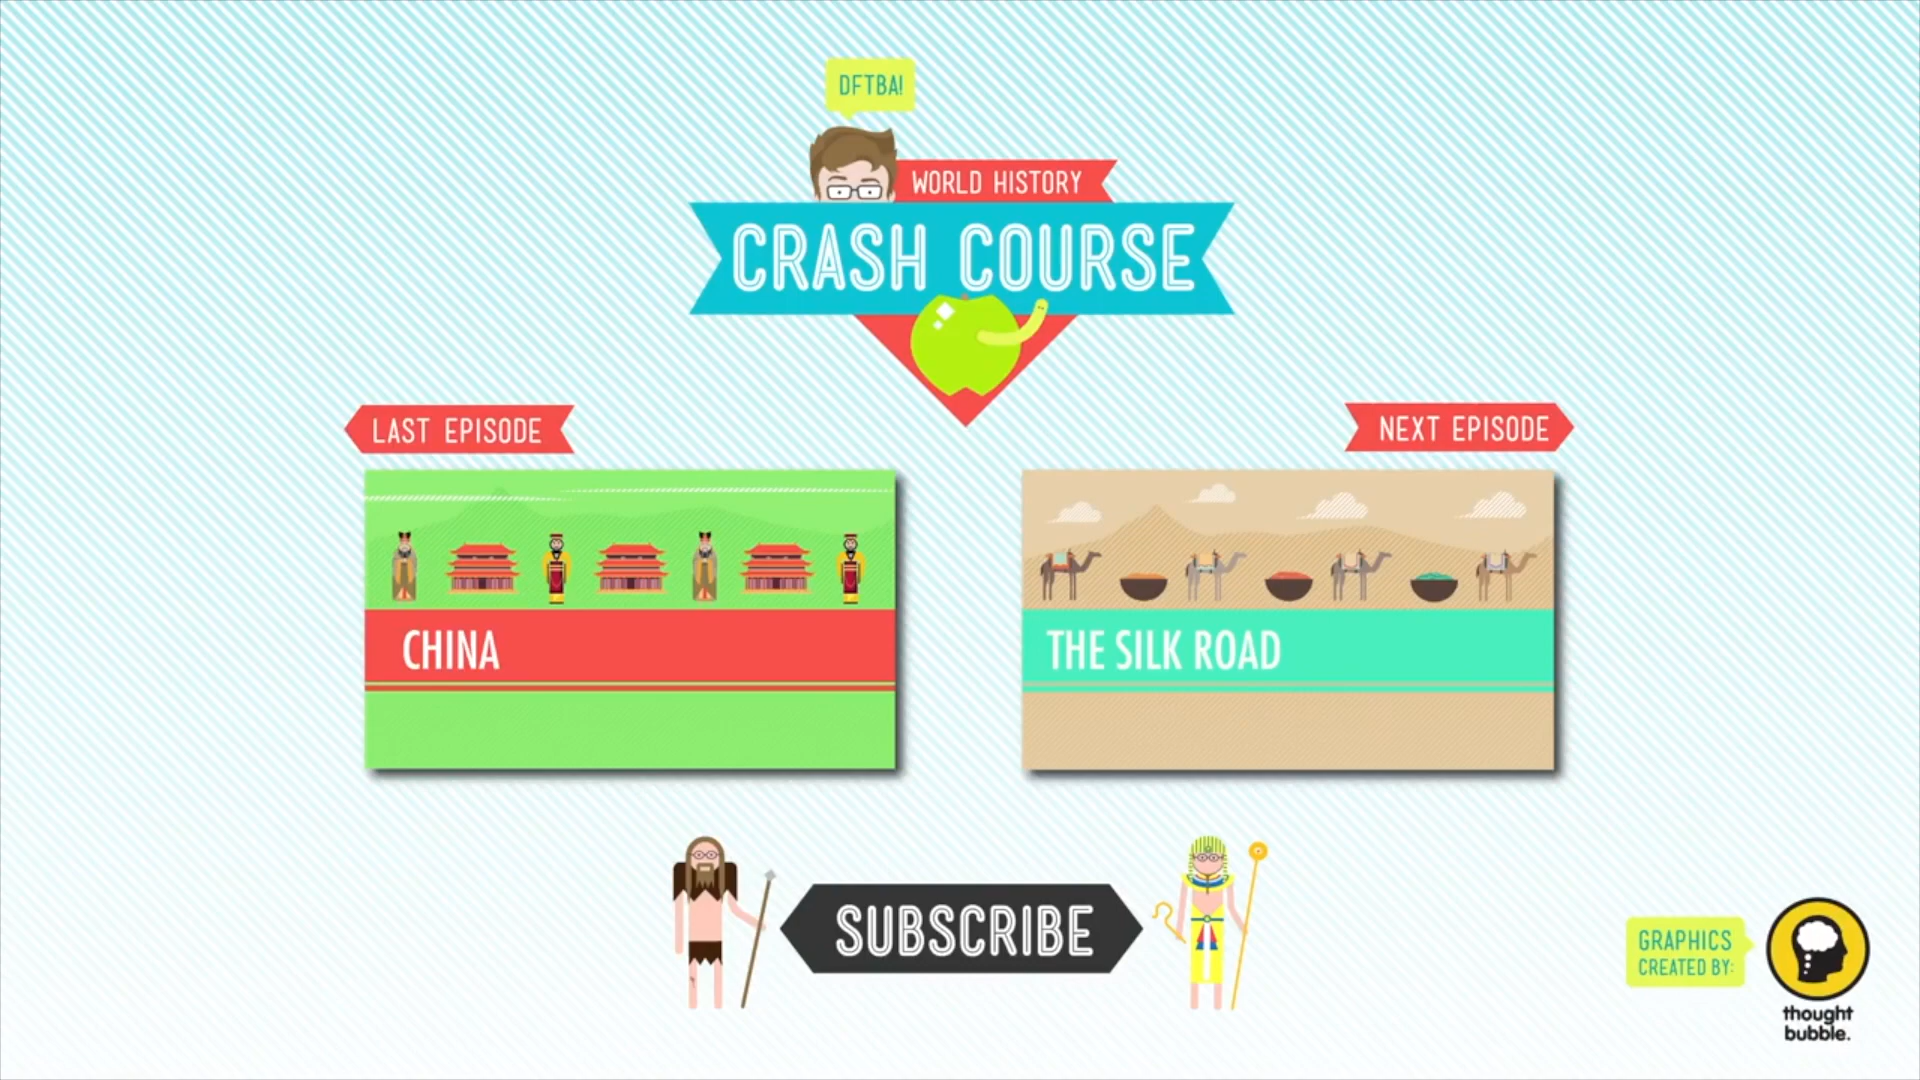 DFTBA!
WORLD HISTORY
CRASH COURSE
LAST EPISODE
NEXT EPISODE
CHINA
THE SILK ROAD
SUBSCRIBE
GRAPHICS
CREATED BY:
thought
bubble.